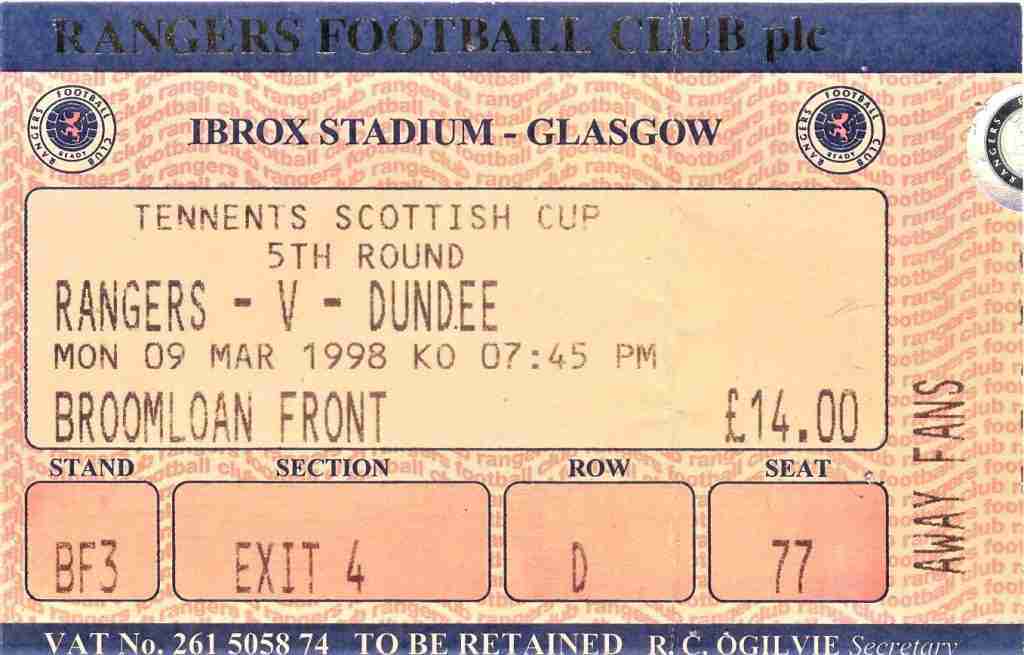 RANGERS FOOTBALL CLUB plc
IBROX STADIUM - GLASGOW
TENNENTS SCOTTISH CUP
5TH ROUND
RANGERS - V - DUNDEE
MON 09 MAR 1998 KO 07:45 PM
BROOMLOAN FRONT £14.00
STAND SECTION ROW SEAT
BF3 EXIT 4 D 77
AWAY FANS
VAT No. 261 5058 74 TO BE RETAINED R. C. OGILVIE Secretary